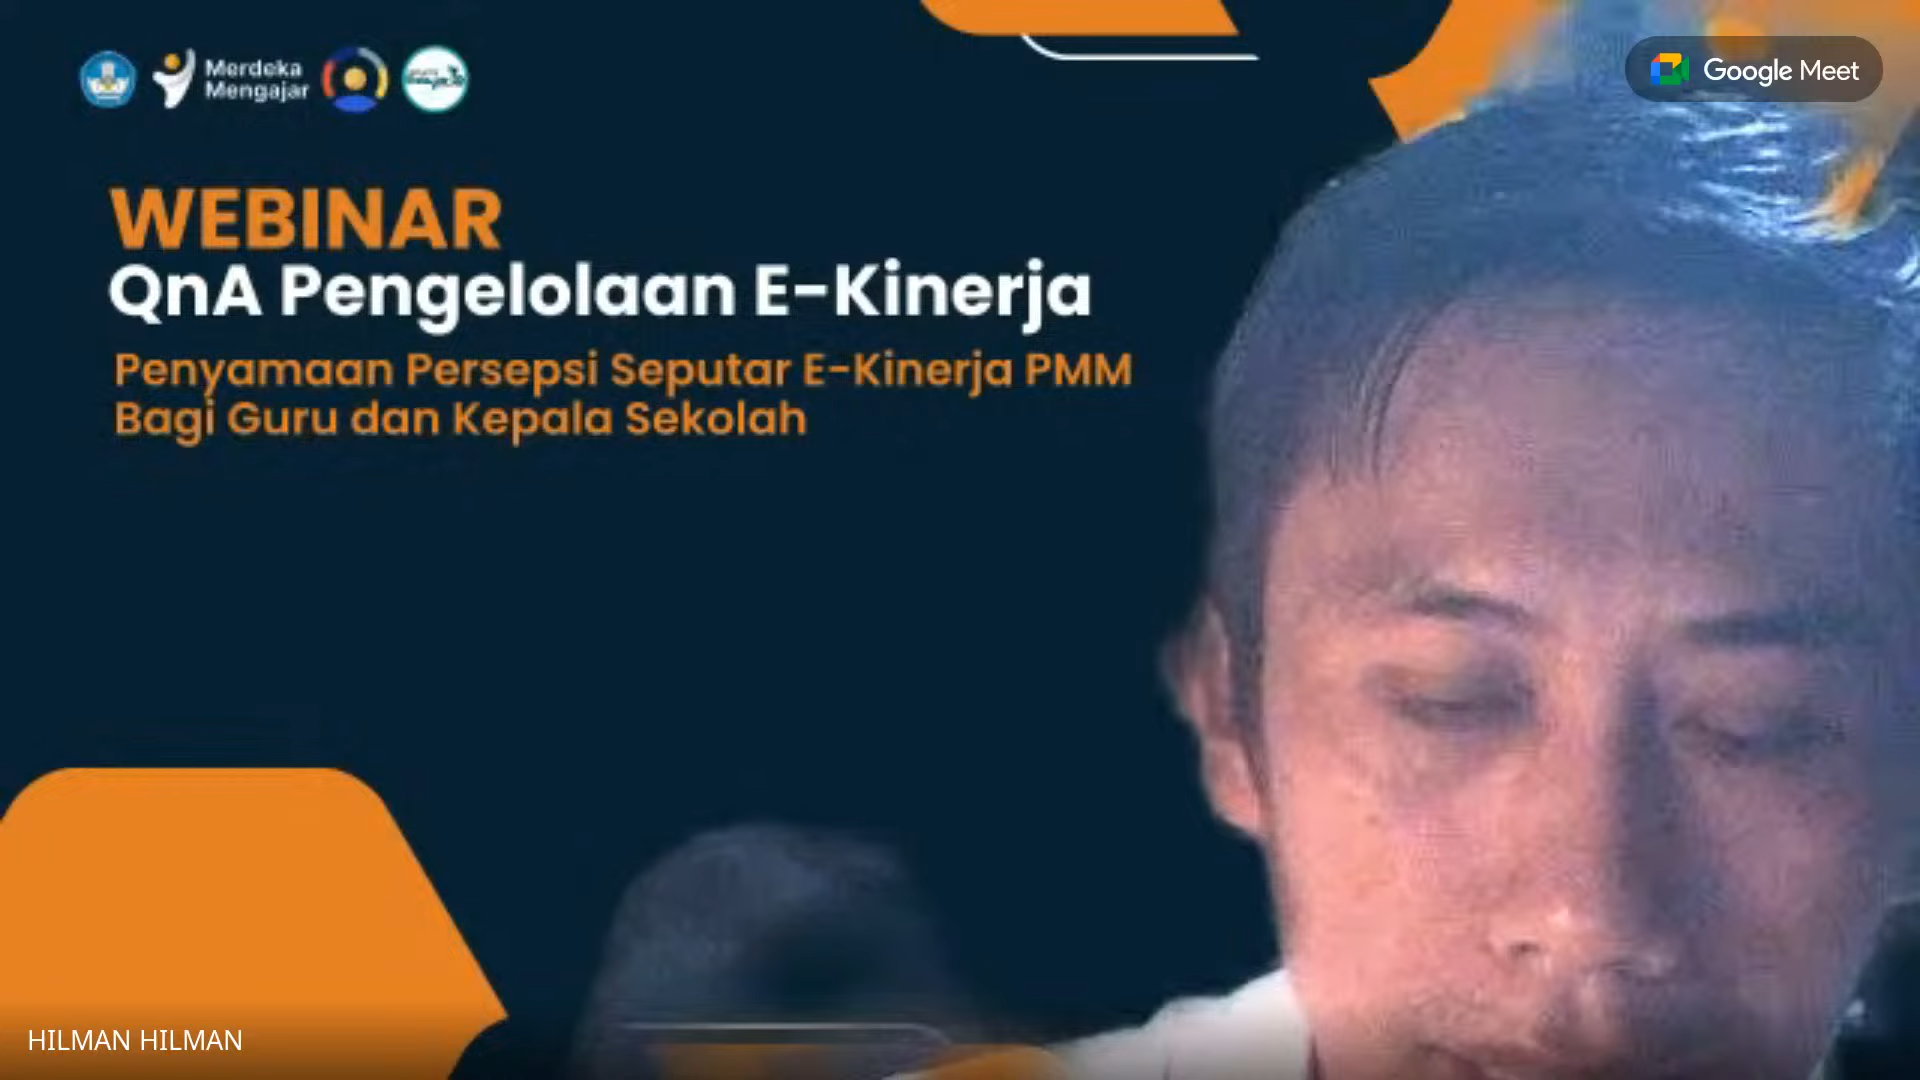 Merdeka
Mengajar
Google Meet
WEBINAR
QnA Pengelolaan E-Kinerja
Penyamaan Persepsi Seputar E-Kinerja PMM
Bagi Guru dan Kepala Sekolah
HILMAN HILMAN